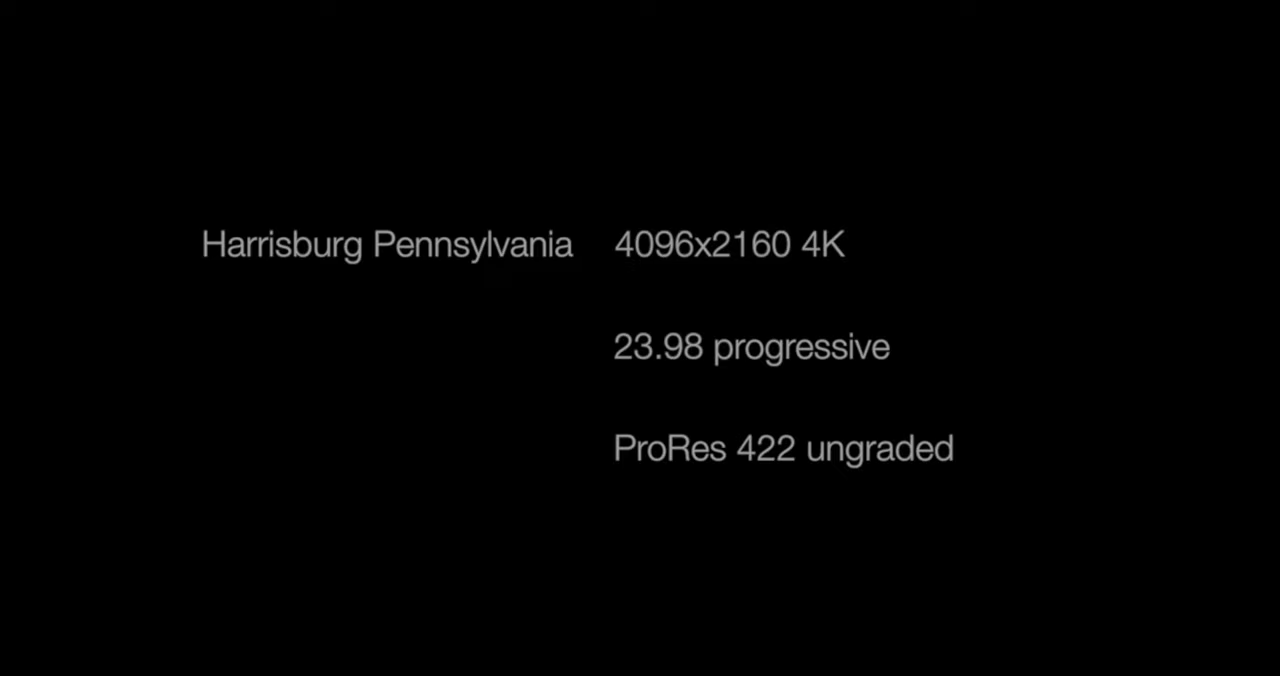 Harrisburg Pennsylvania 4096x2160 4K
23.98 progressive
ProRes 422 ungraded